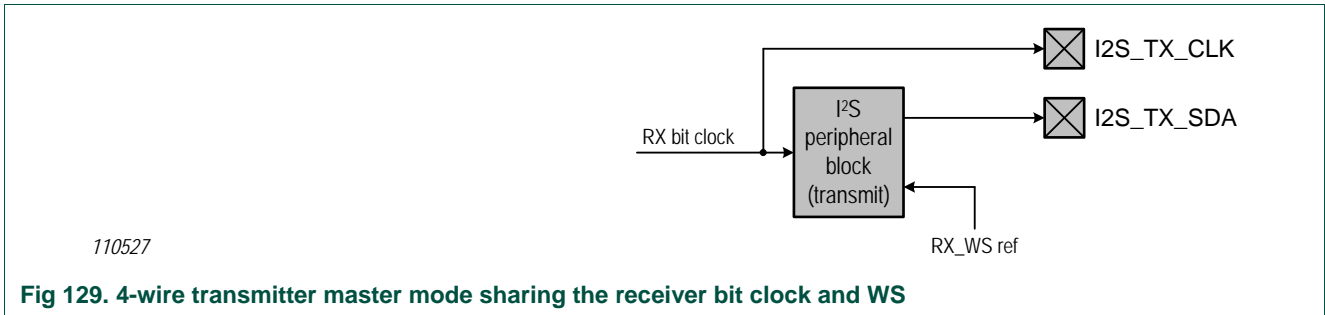 I2S_TX_CLK
I2S
peripheral
block
(transmit)
I2S_TX_SDA
RX bit clock
RX_WS ref
110527
Fig 129. 4-wire transmitter master mode sharing the receiver bit clock and WS